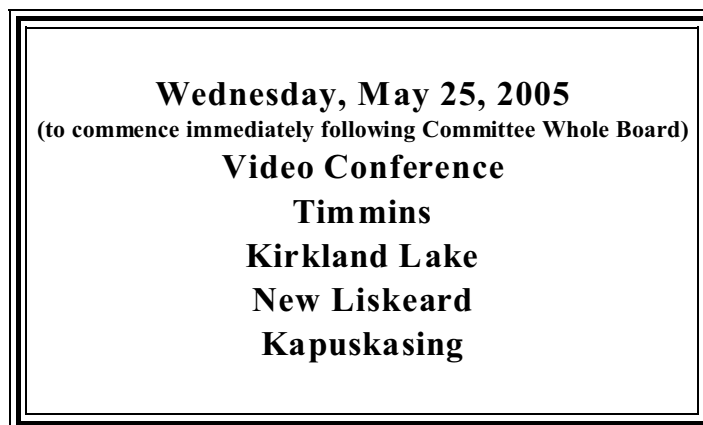 Wednesday, May 25, 2005
(to commence immediately following Committee Whole Board)
Video Conference
Timmins
Kirkland Lake
New Liskeard
Kapuskasing